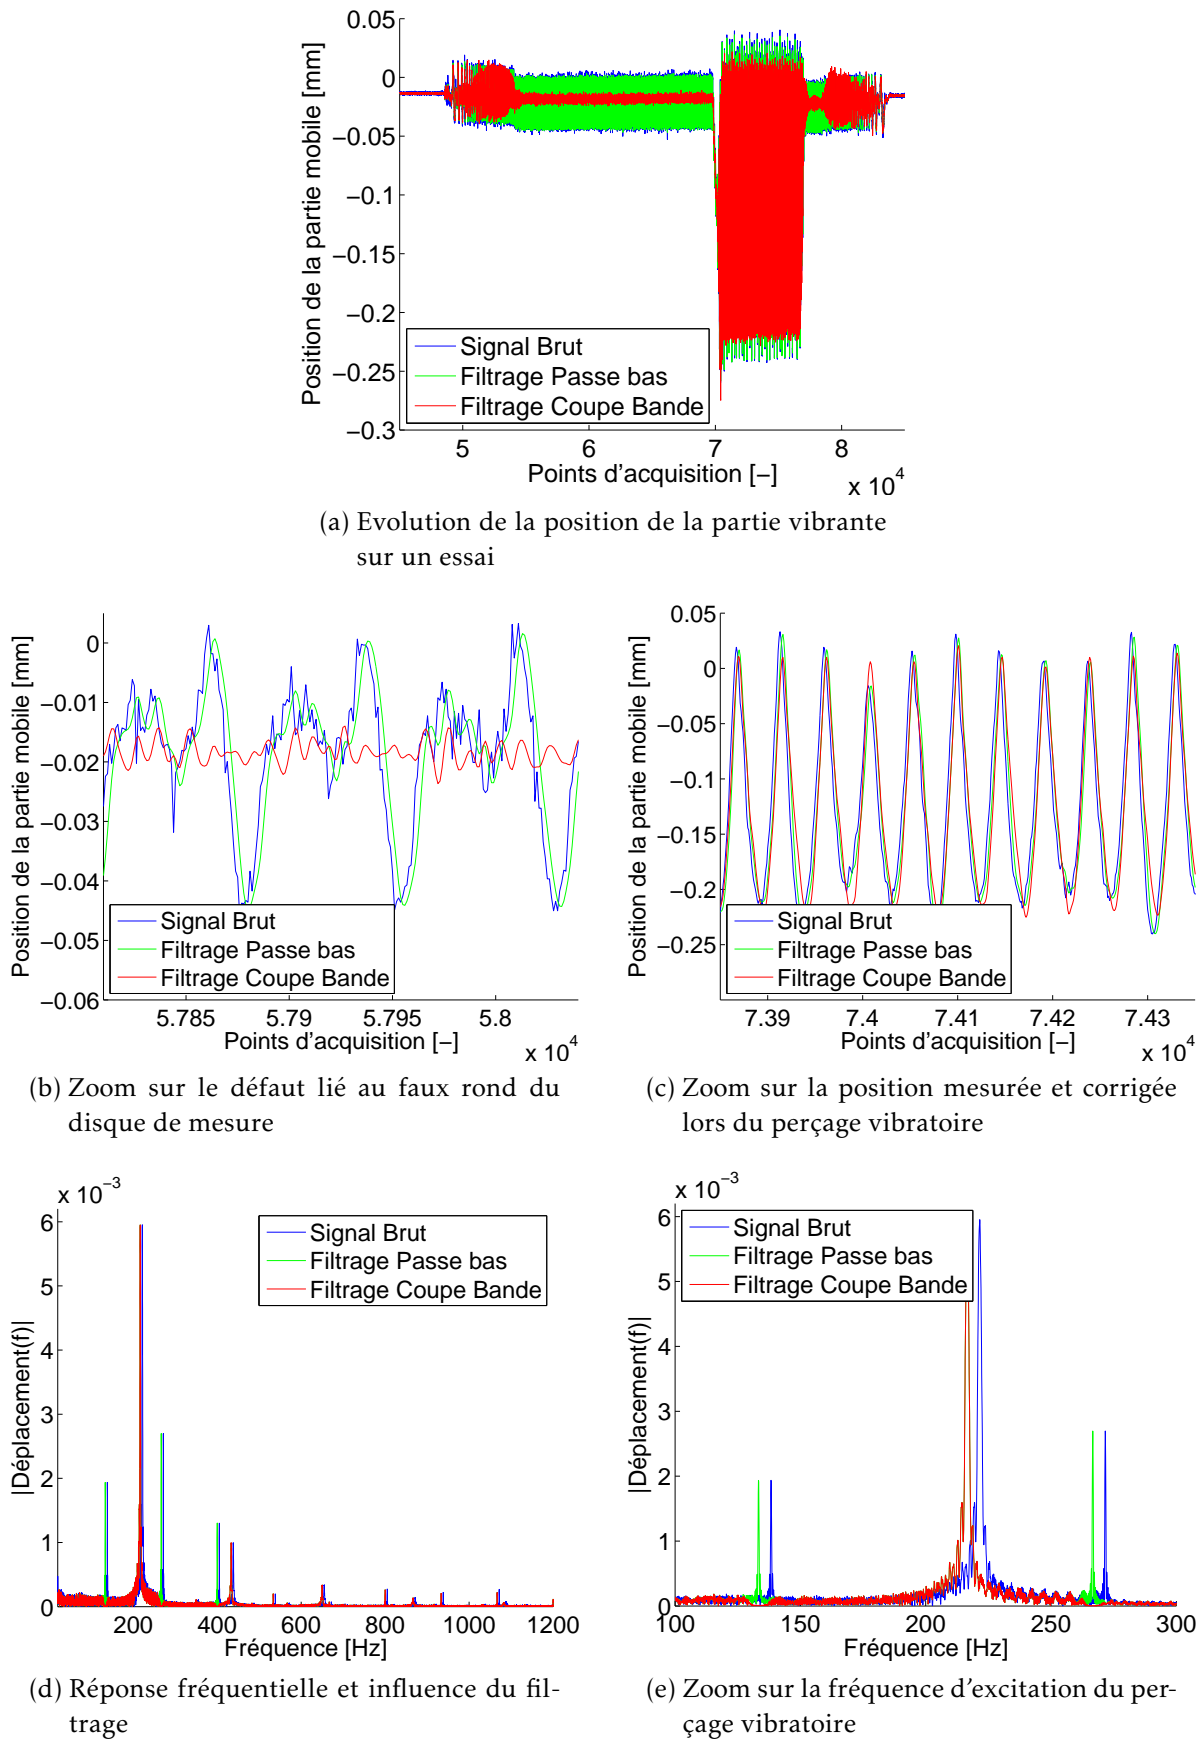 0.05
0
−0.05
−0.1
−0.15
−0.2
−0.25
−0.3
Position de la partie mobile [mm]
Signal Brut
Filtrage Passe bas
Filtrage Coupe Bande
5 6 7 8
Points d'acquisition [−]
x 10^4
(a) Evolution de la position de la partie vibrante
sur un essai
0
−0.01
−0.02
−0.03
−0.04
−0.05
−0.06
Position de la partie mobile [mm]
Signal Brut
Filtrage Passe bas
Filtrage Coupe Bande
5.785 5.79 5.795 5.8
Points d'acquisition [−]
x 10^4
(b) Zoom sur le défaut lié au faux rond du
disque de mesure
0.05
0
−0.05
−0.1
−0.15
−0.2
−0.25
Position de la partie mobile [mm]
Signal Brut
Filtrage Passe bas
Filtrage Coupe Bande
7.39 7.4 7.41 7.42 7.43
Points d'acquisition [−]
x 10^4
(c) Zoom sur la position mesurée et corrigée
lors du perçage vibratoire
x 10^−3
6
5
4
3
2
1
0
|Déplacement(f)|
Signal Brut
Filtrage Passe bas
Filtrage Coupe Bande
200 400 600 800 1000 1200
Fréquence [Hz]
(d) Réponse fréquentielle et influence du fil-
trage
x 10^−3
6
5
4
3
2
1
0
|Déplacement(f)|
Signal Brut
Filtrage Passe bas
Filtrage Coupe Bande
100 150 200 250 300
Fréquence [Hz]
(e) Zoom sur la fréquence d'excitation du per-
çage vibratoire